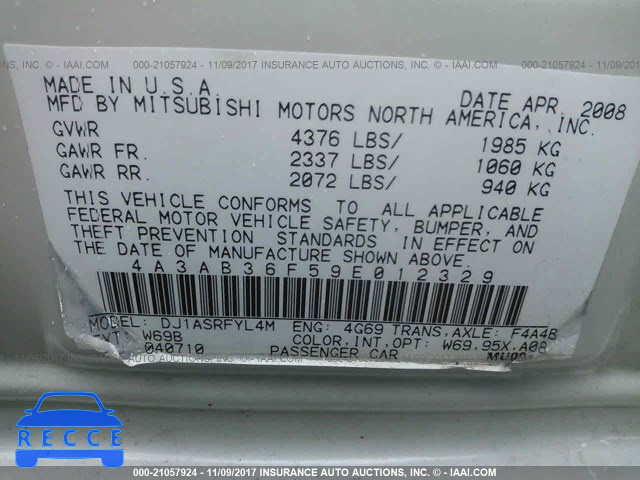 000-21057924 - 11/09/2017 INSURANCE AUTO AUCTIONS, INC. - © IAAI.COM
MADE IN U.S.A.
DATE APR. 2008
MFD BY MITSUBISHI MOTORS NORTH AMERICA, INC.
GVWR 4376 LBS/ 1985 KG
GAWR FR. 2337 LBS/ 1060 KG
GAWR RR. 2072 LBS/ 940 KG
THIS VEHICLE CONFORMS TO ALL APPLICABLE
FEDERAL MOTOR VEHICLE SAFETY, BUMPER, AND
THEFT PREVENTION STANDARDS IN EFFECT ON
THE DATE OF MANUFACTURE SHOWN ABOVE.
4A3AB36F59E012329
MODEL: DJ1ASRFYL4M ENG: 4G69 TRANS,AXLE: F4A4B
W69B COLOR,INT,OPT: W69.95X.A08
040710 PASSENGER CAR
RECCE
000-21057924 - 11/09/2017 INSURANCE AUTO AUCTIONS, INC. - © IAAI.COM